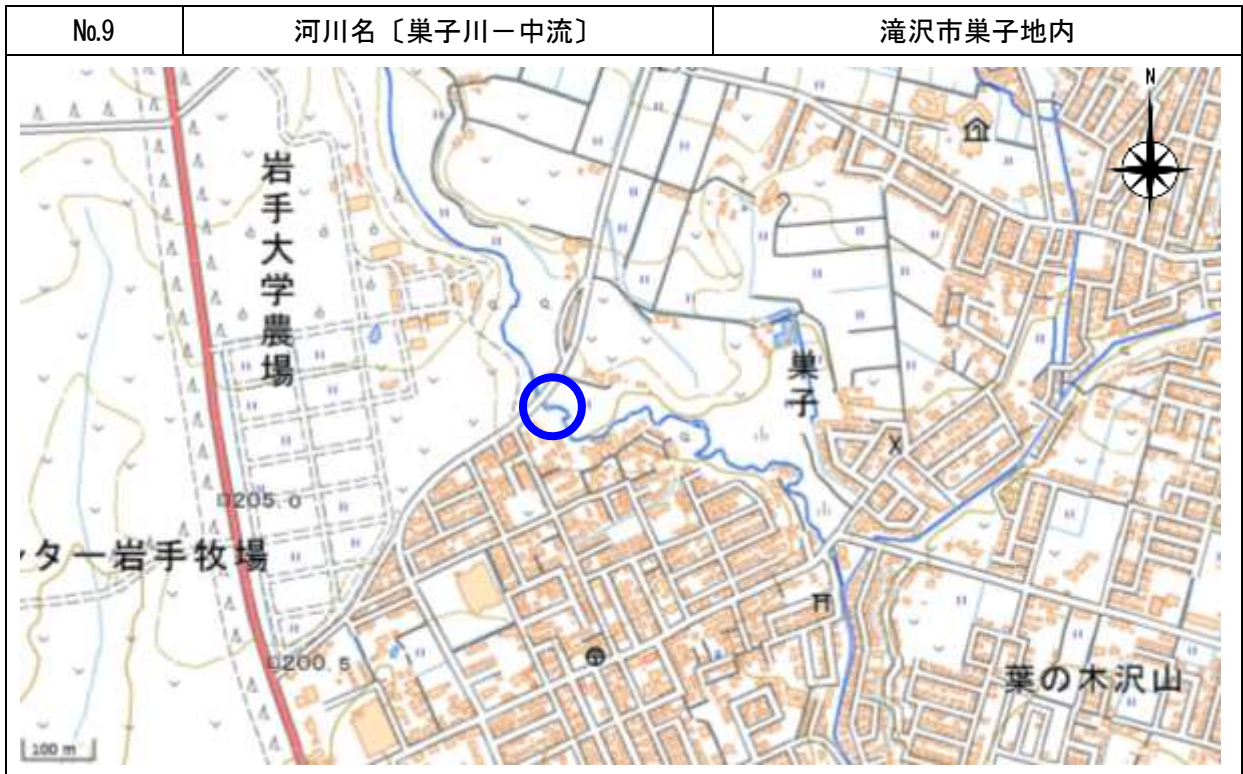 No.9
河川名〔巣子川－中流〕
滝沢市巣子地内
N
岩手大学農場
巣子
205.0
ター岩手牧場
200.5
葉の木沢山
100 m